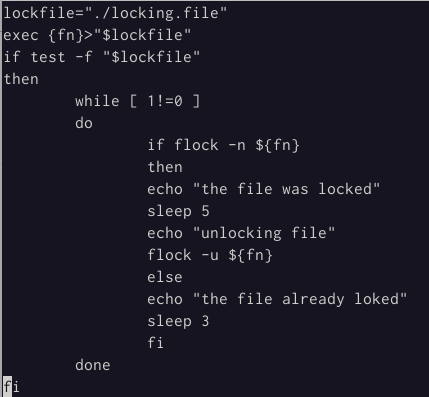 lockfile="./locking.file"
exec {fn}>"$lockfile"
if test -f "$lockfile"
then
        while [ 1!=0 ]
        do
                if flock -n ${fn}
                then
                echo "the file was locked"
                sleep 5
                echo "unlocking file"
                flock -u ${fn}
                else
                echo "the file already loked"
                sleep 3
                fi
        done
fi